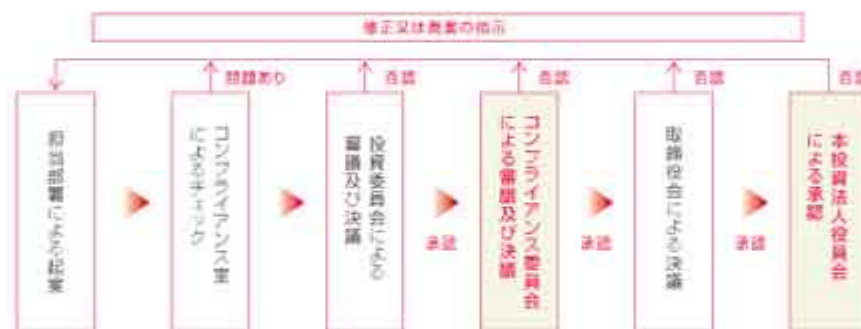 修正又は廃案の指示
問題あり
否認
否認
否認
否認
担当部署による起案
コンプライアンス室
によるチェック
投資委員会による
審議及び決議
コンプライアンス委員会
による審議及び決議
取締役会による決議
本投資法人役員会
による承認
承認
承認
承認